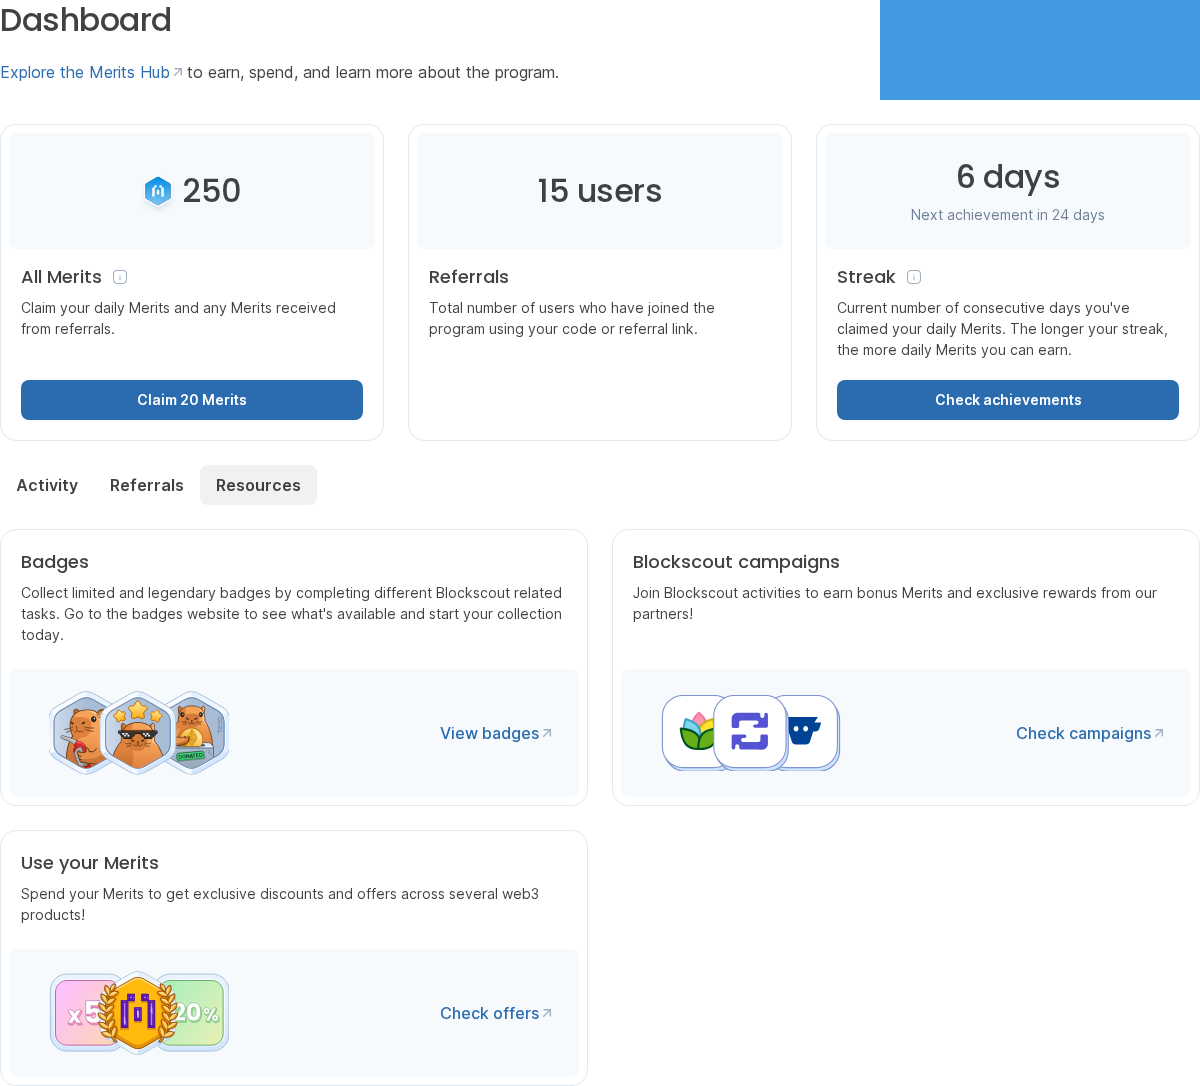 Dashboard
Explore the Merits Hub to earn, spend, and learn more about the program.
250
15 users
6 days
Next achievement in 24 days
All Merits
Claim your daily Merits and any Merits received
from referrals.
Claim 20 Merits
Referrals
Total number of users who have joined the
program using your code or referral link.
Streak
Current number of consecutive days you've
claimed your daily Merits. The longer your streak,
the more daily Merits you can earn.
Check achievements
Activity
Referrals
Resources
Badges
Collect limited and legendary badges by completing different Blockscout related
tasks. Go to the badges website to see what's available and start your collection
today.
DONATED
View badges
Blockscout campaigns
Join Blockscout activities to earn bonus Merits and exclusive rewards from our
partners!
Check campaigns
Use your Merits
Spend your Merits to get exclusive discounts and offers across several web3
products!
x5
20%
Check offers